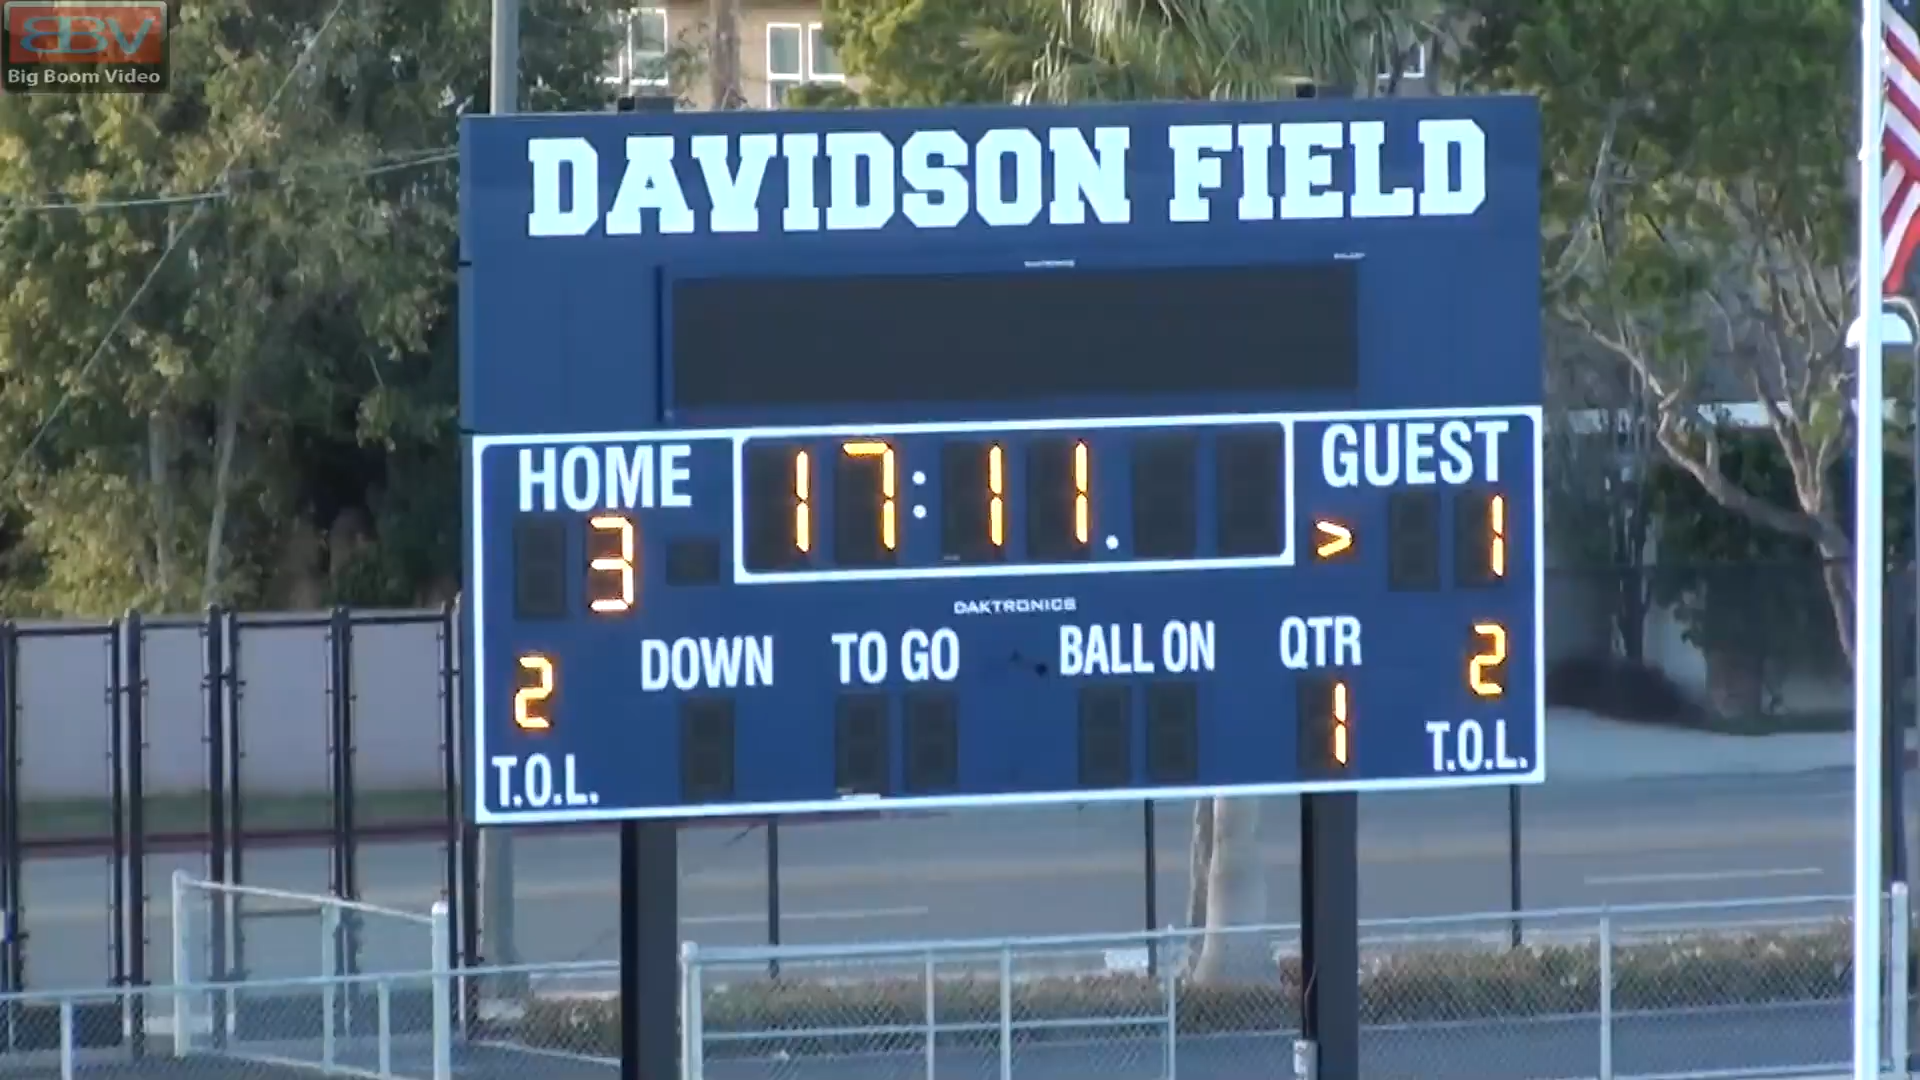 BBV
Big Boom Video
DAVIDSON FIELD
HOME 17:11. GUEST
3 > 1
DAKTRONICS
DOWN TO GO BALL ON QTR
2 1 2
T.O.L. T.O.L.